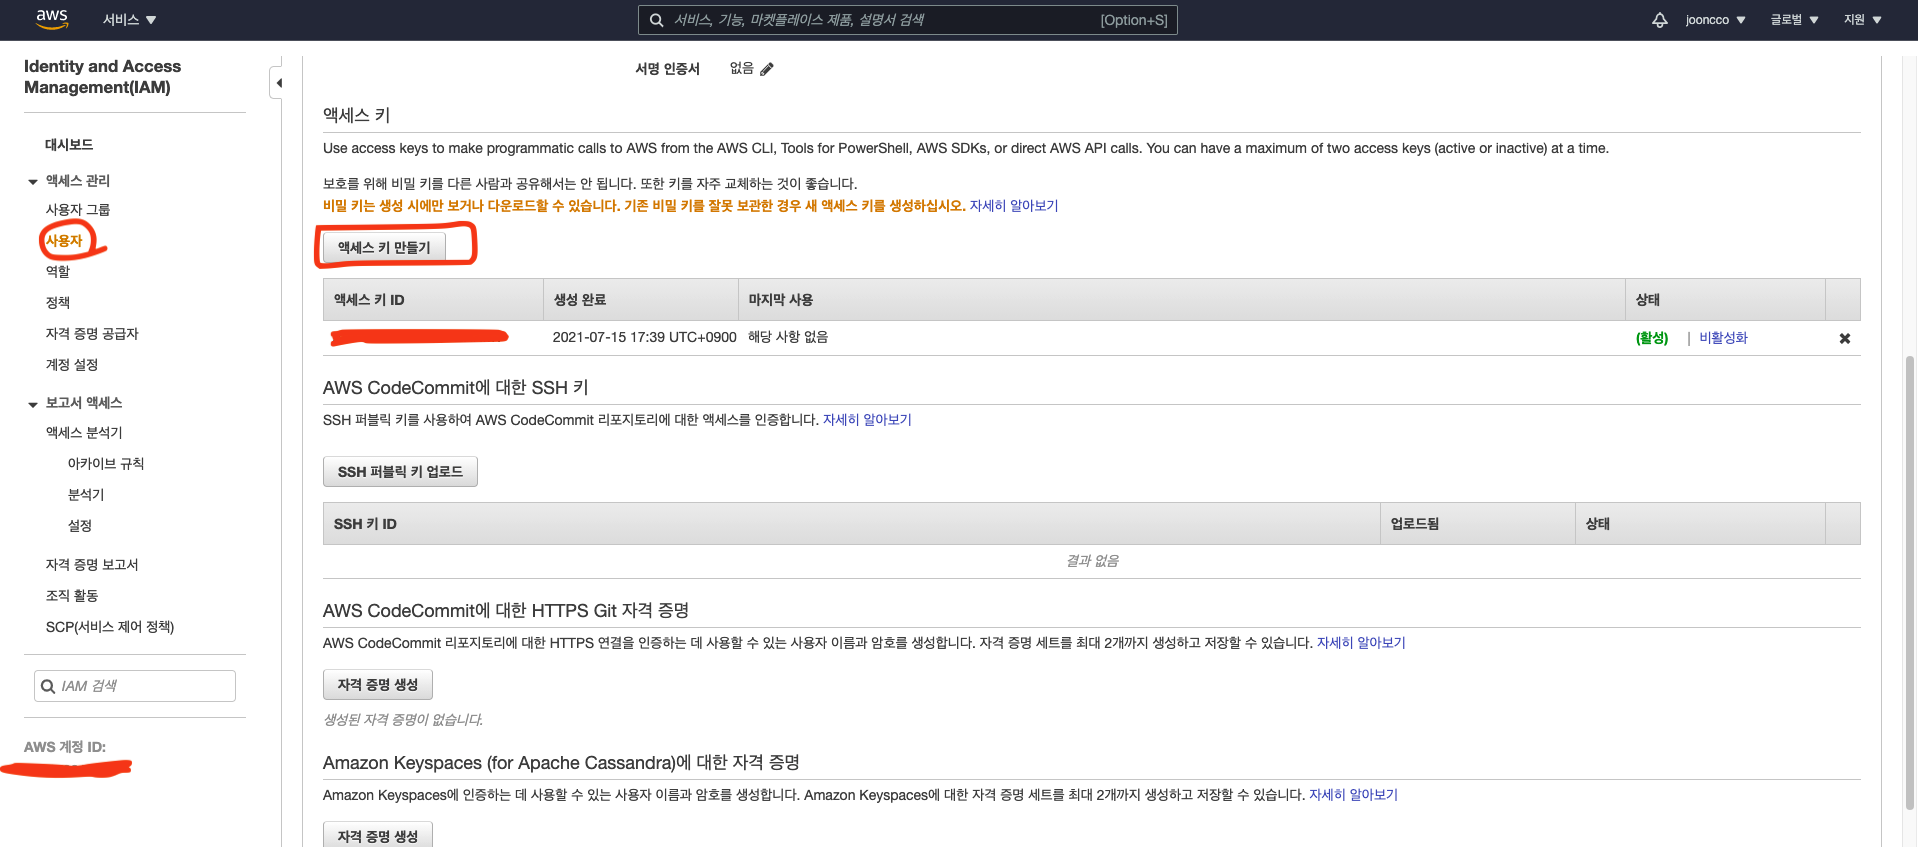 aws
서비스
서비스, 기능, 마켓플레이스 제품, 설명서 검색
[Option+S]
jooncco
글로벌
지원
Identity and Access
Management(IAM)
대시보드
액세스 관리
사용자 그룹
사용자
역할
정책
자격 증명 공급자
계정 설정
보고서 액세스
액세스 분석기
아카이브 규칙
분석기
설정
자격 증명 보고서
조직 활동
SCP(서비스 제어 정책)
IAM 검색
AWS 계정 ID:
서명 인증서 없음
액세스 키
Use access keys to make programmatic calls to AWS from the AWS CLI, Tools for PowerShell, AWS SDKs, or direct AWS API calls. You can have a maximum of two access keys (active or inactive) at a time.
보호를 위해 비밀 키를 다른 사람과 공유해서는 안 됩니다. 또한 키를 자주 교체하는 것이 좋습니다.
비밀 키는 생성 시에만 보거나 다운로드할 수 있습니다. 기존 비밀 키를 잘못 보관한 경우 새 액세스 키를 생성하십시오. 자세히 알아보기
액세스 키 만들기
액세스 키 ID 생성 완료 마지막 사용 상태
2021-07-15 17:39 UTC+0900 해당 사항 없음 (활성) | 비활성화
AWS CodeCommit에 대한 SSH 키
SSH 퍼블릭 키를 사용하여 AWS CodeCommit 리포지토리에 대한 액세스를 인증합니다. 자세히 알아보기
SSH 퍼블릭 키 업로드
SSH 키 ID 업로드됨 상태
결과 없음
AWS CodeCommit에 대한 HTTPS Git 자격 증명
AWS CodeCommit 리포지토리에 대한 HTTPS 연결을 인증하는 데 사용할 수 있는 사용자 이름과 암호를 생성합니다. 자격 증명 세트를 최대 2개까지 생성하고 저장할 수 있습니다. 자세히 알아보기
자격 증명 생성
생성된 자격 증명이 없습니다.
Amazon Keyspaces (for Apache Cassandra)에 대한 자격 증명
Amazon Keyspaces에 인증하는 데 사용할 수 있는 사용자 이름과 암호를 생성합니다. Amazon Keyspaces에 대한 자격 증명 세트를 최대 2개까지 생성하고 저장할 수 있습니다. 자세히 알아보기
자격 증명 생성